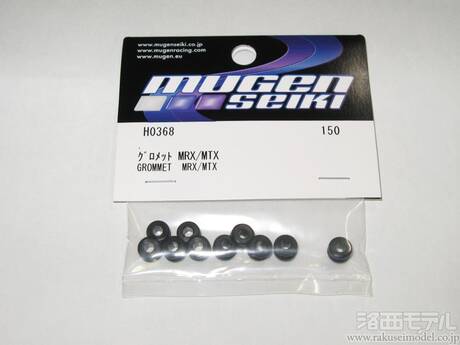 www.mugenseiki.co.jp
www.mugenracing.com
www.mugen.eu
MUGEN
SEIKI
H0368 150
グロメット MRX/MTX
GROMMET MRX/MTX
洛西モデル
www.rakuseimodel.co.jp